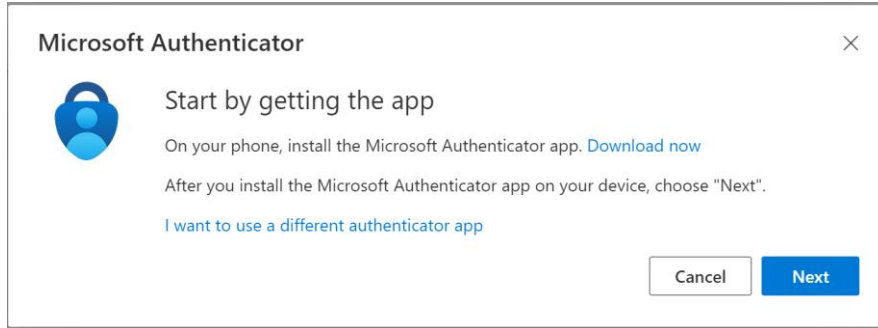 Microsoft Authenticator
Start by getting the app
On your phone, install the Microsoft Authenticator app. Download now
After you install the Microsoft Authenticator app on your device, choose "Next".
I want to use a different authenticator app
Cancel
Next